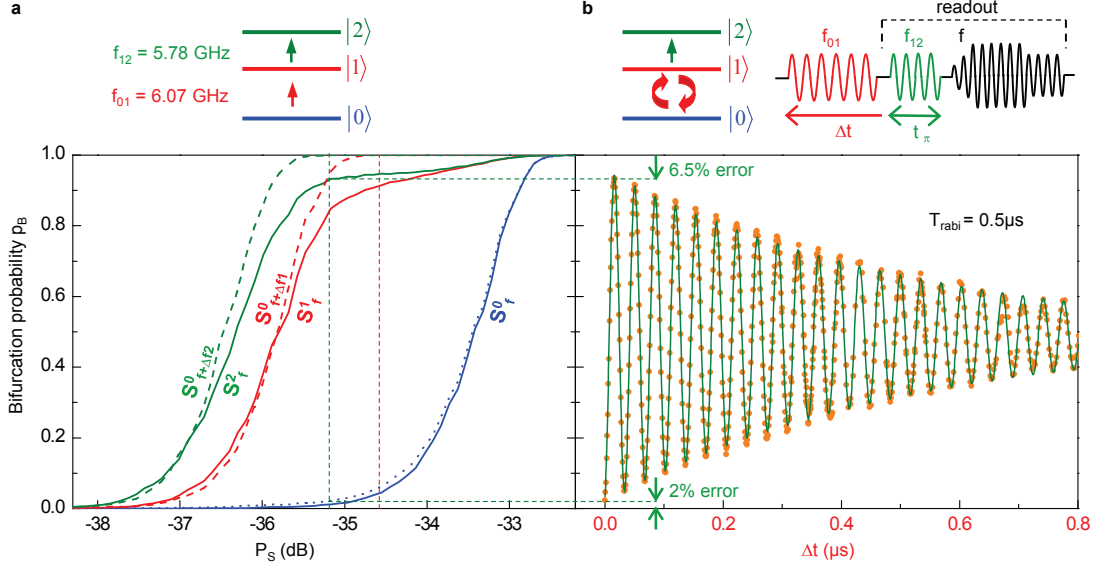 a
b
|2⟩
f12 = 5.78 GHz
|1⟩
f01 = 6.07 GHz
|0⟩
|2⟩
|1⟩
|0⟩
readout
f01
f12
f
Δt
tπ
Bifurcation probability pB
1.0
0.8
0.6
0.4
0.2
0.0
S0f+Δf2
S2f
S0f+Δf1
S1f
S0f
-38
-37
-36
-35
-34
-33
PS (dB)
6.5% error
Trabi = 0.5µs
2% error
0.0
0.2
0.4
0.6
0.8
Δt (µs)